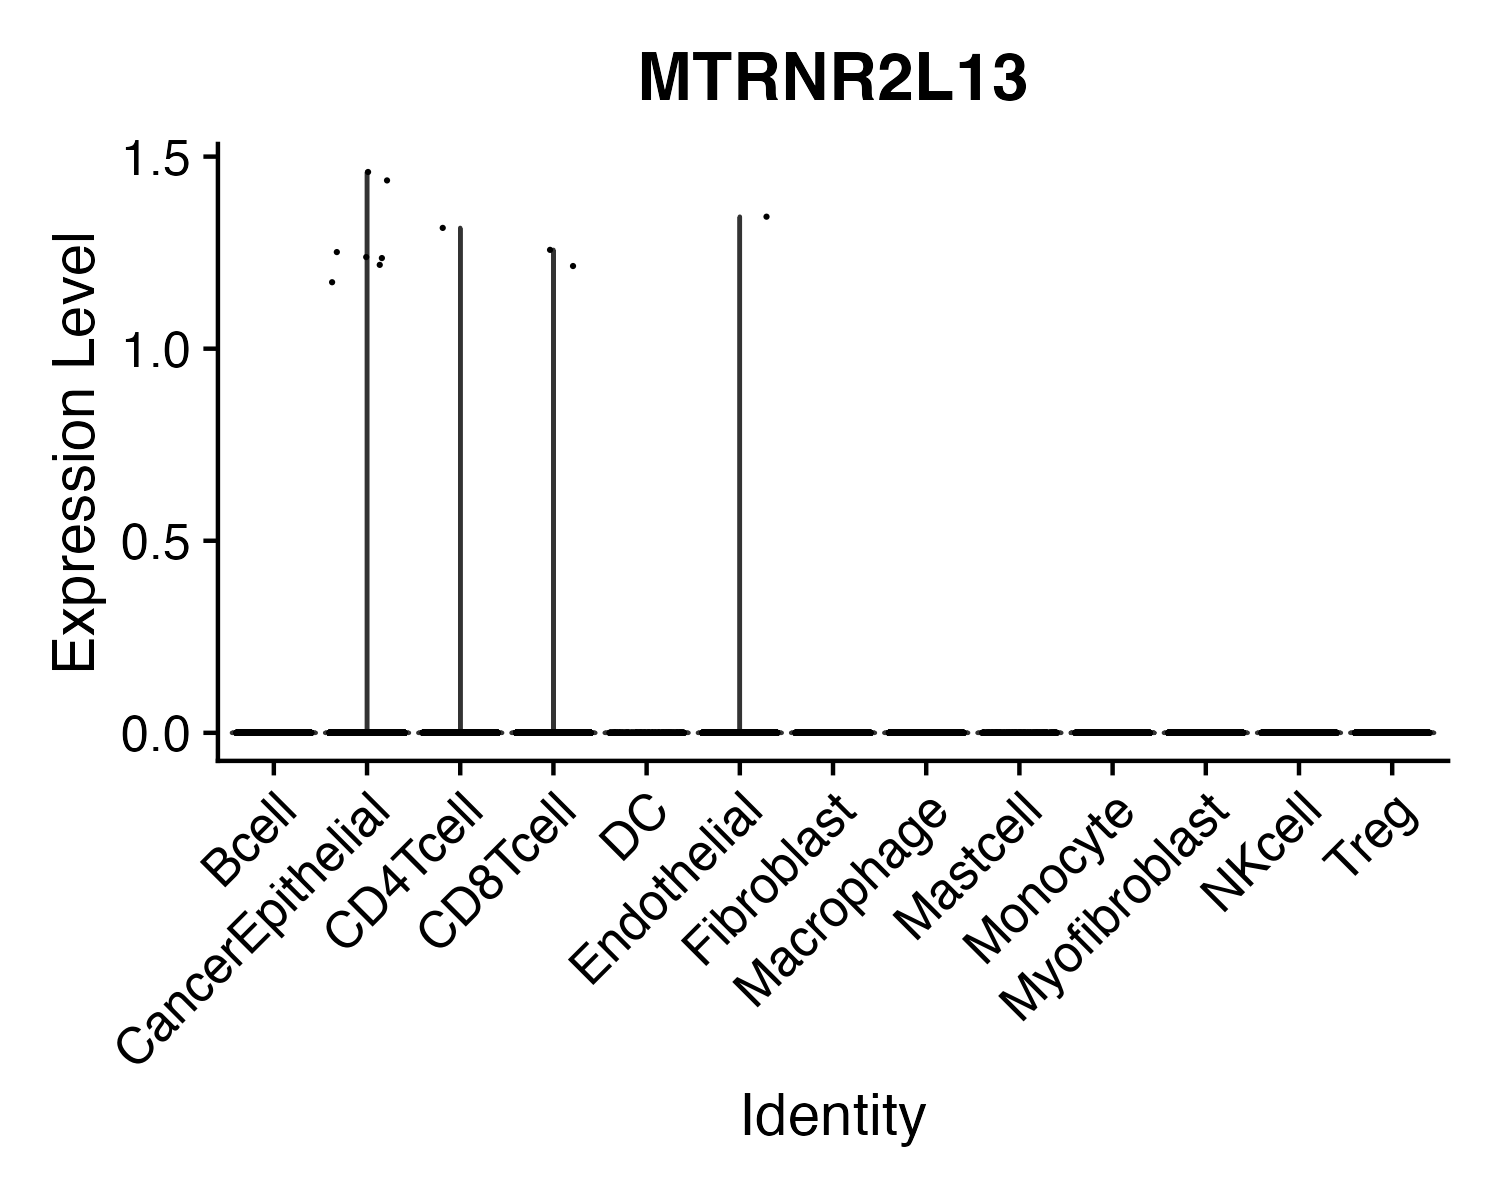 MTRNR2L13
Expression Level
1.5
1.0
0.5
0.0
Bcell
CancerEpithelial
CD4Tcell
CD8Tcell
DC
Endothelial
Fibroblast
Macrophage
Mastcell
Monocyte
Myofibroblast
NKcell
Treg
Identity